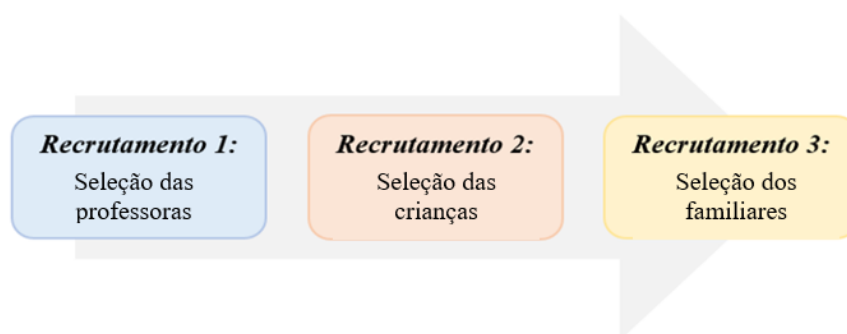 Recrutamento 1:
Seleção das
professoras
Recrutamento 2:
Seleção das
crianças
Recrutamento 3:
Seleção dos
familiares